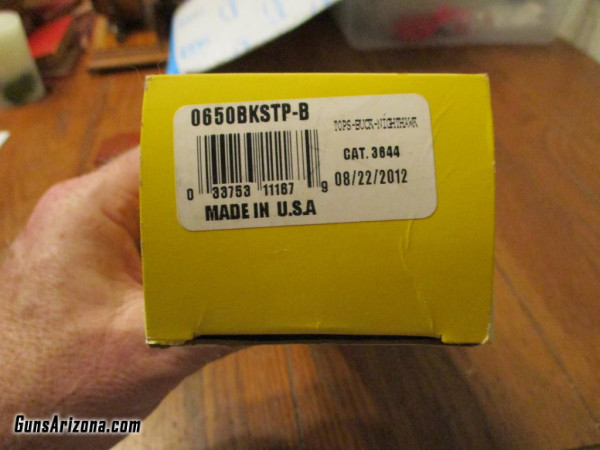 0650BKSTP-B
TOPS-BUCK-NIGHTHAWK
CAT. 3644
0 33753 11167 9
08/22/2012
MADE IN U.S.A
GunsArizona.com